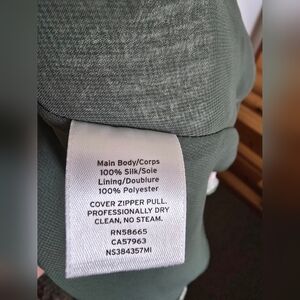 Main Body/Corps
100% Silk/Soie
Lining/Doublure
100% Polyester
COVER ZIPPER PULL.
PROFESSIONALLY DRY
CLEAN, NO STEAM.
RN58665
CA57963
NS384357MI